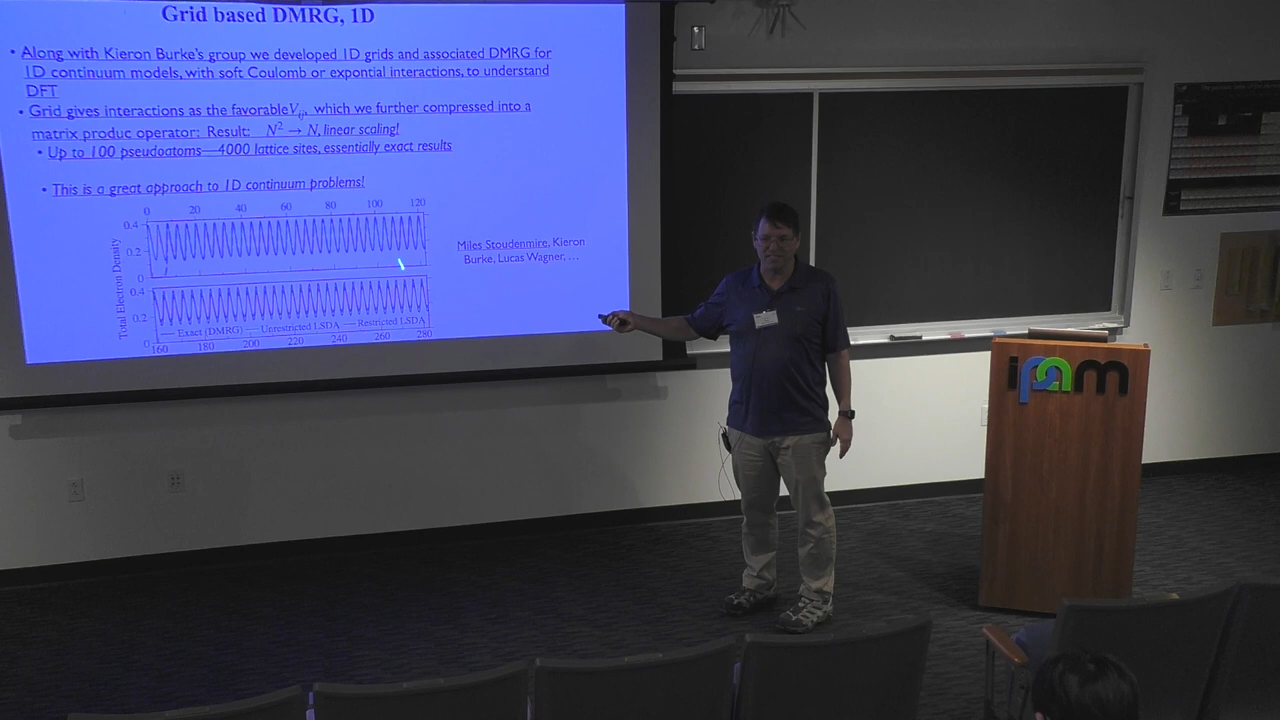 Grid based DMRG, 1D
• Along with Kieron Burke's group we developed 1D grids and associated DMRG for
1D continuum models, with soft Coulomb or expontial interactions, to understand
DFT
• Grid gives interactions as the favorable Vij, which we further compressed into a
matrix produc operator: Result: N² → N, linear scaling!
• Up to 100 pseudoatoms—4000 lattice sites, essentially exact results
• This is a great approach to 1D continuum problems!
0 20 40 60 80 100 120
0.4
0.2
0
Total Electron Density
0.4
0.2
0
Exact (DMRG) Unrestricted LSDA Restricted LSDA
160 180 200 220 240 260 280
Miles Stoudenmire, Kieron
Burke, Lucas Wagner, …
ipam